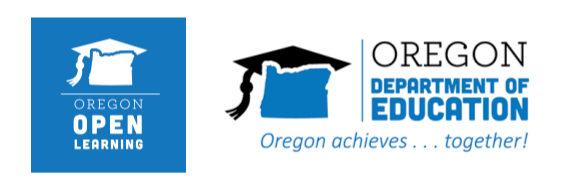 OREGON
OPEN
LEARNING
OREGON
DEPARTMENT OF
EDUCATION
Oregon achieves . . . together!